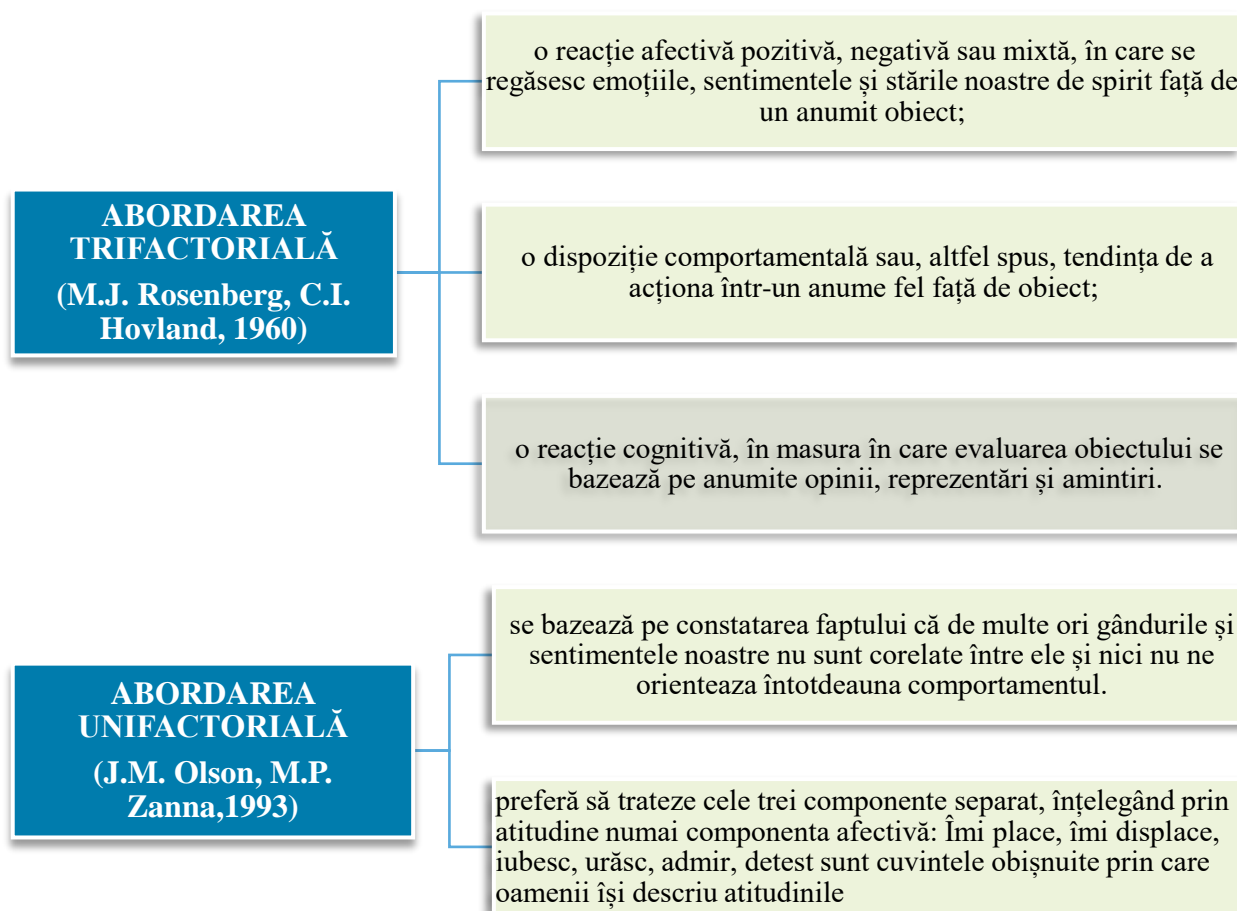 o reacție afectivă pozitivă, negativă sau mixtă, în care se
regăsesc emoțiile, sentimentele și stările noastre de spirit față de
un anumit obiect;
ABORDAREA
TRIFACTORIALĂ
(M.J. Rosenberg, C.I.
Hovland, 1960)
o dispoziție comportamentală sau, altfel spus, tendința de a
acționa într-un anume fel față de obiect;
o reacție cognitivă, în masura în care evaluarea obiectului se
bazează pe anumite opinii, reprezentări și amintiri.
ABORDAREA
UNIFACTORIALĂ
(J.M. Olson, M.P.
Zanna,1993)
se bazează pe constatarea faptului că de multe ori gândurile și
sentimentele noastre nu sunt corelate între ele și nici nu ne
orienteaza întotdeauna comportamentul.
preferă să trateze cele trei componente separat, înțelegând prin
atitudine numai componenta afectivă: Îmi place, îmi displace,
iubesc, urăsc, admir, detest sunt cuvintele obișnuite prin care
oamenii își descriu atitudinile